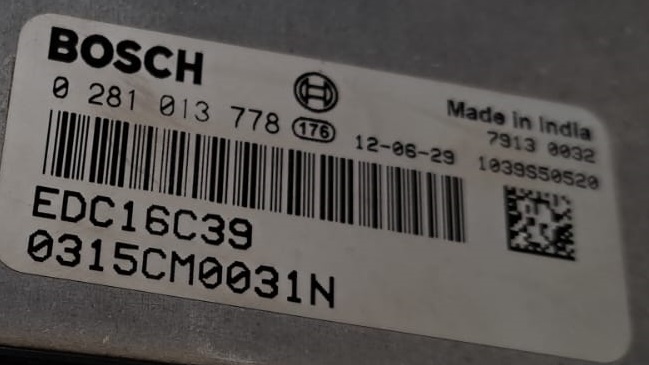 BOSCH
0 281 013 778 176 12-06-29
Made in India
7913 0032
1039S50520
EDC16C39
0315CM0031N